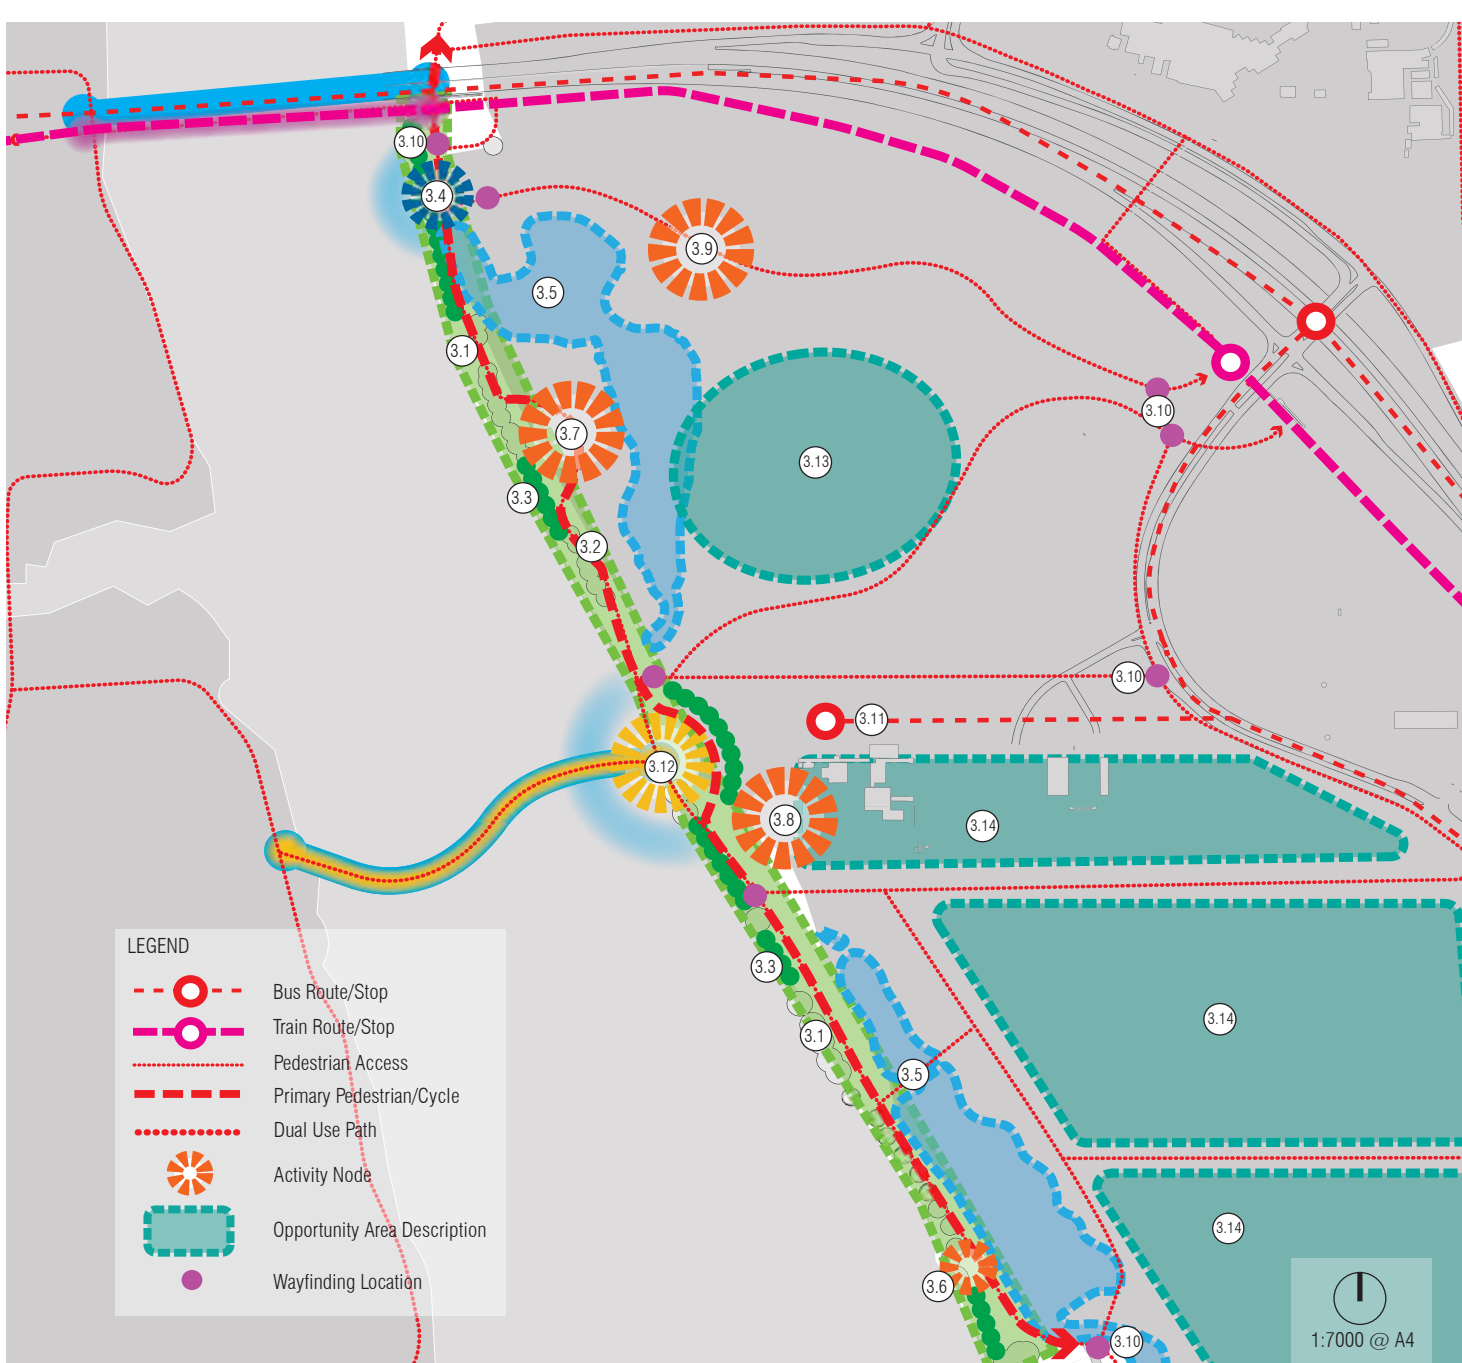 3.10
3.4
3.9
3.5
3.1
3.10
3.7
3.13
3.3
3.2
3.10
3.11
3.12
3.8
3.14
LEGEND
3.3
Bus Route/Stop
3.14
Train Route/Stop
3.1
Pedestrian Access
3.5
Primary Pedestrian/Cycle
Dual Use Path
Activity Node
Opportunity Area Description
3.14
Wayfinding Location
3.6
1:7000 @ A4
3.10